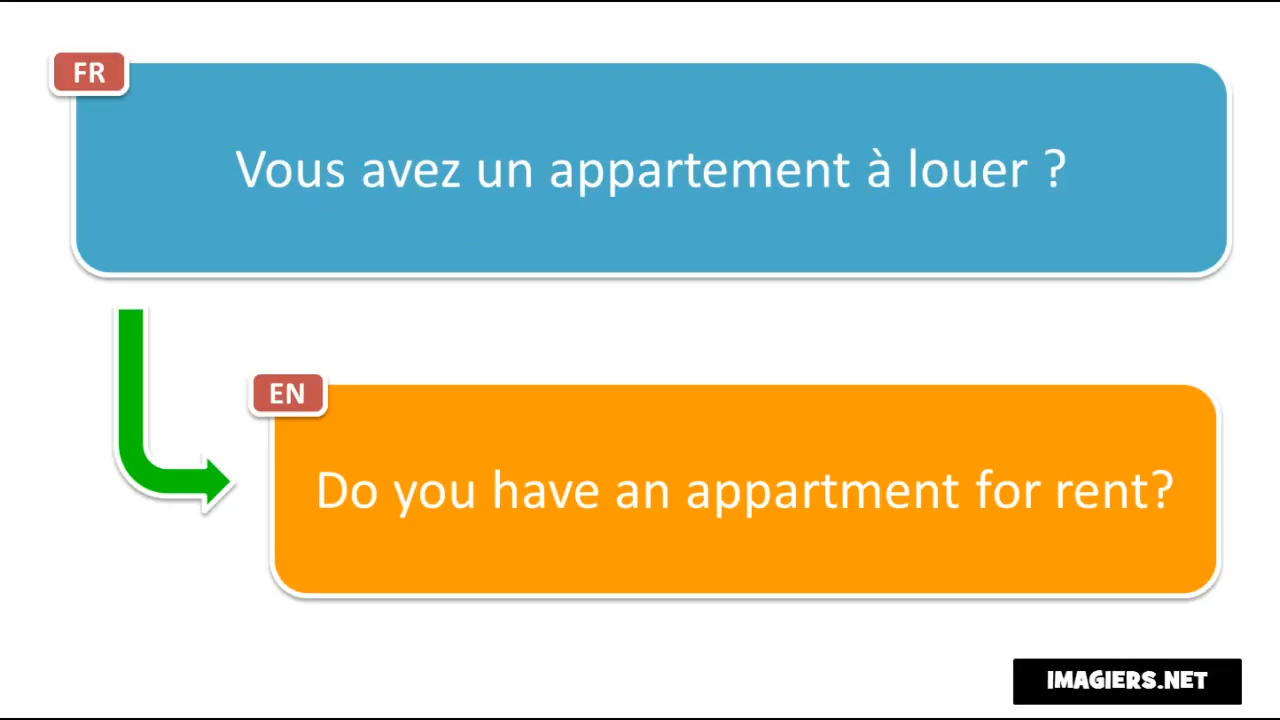 FR
Vous avez un appartement à louer ?
EN
Do you have an appartment for rent?
IMAGIERS.NET